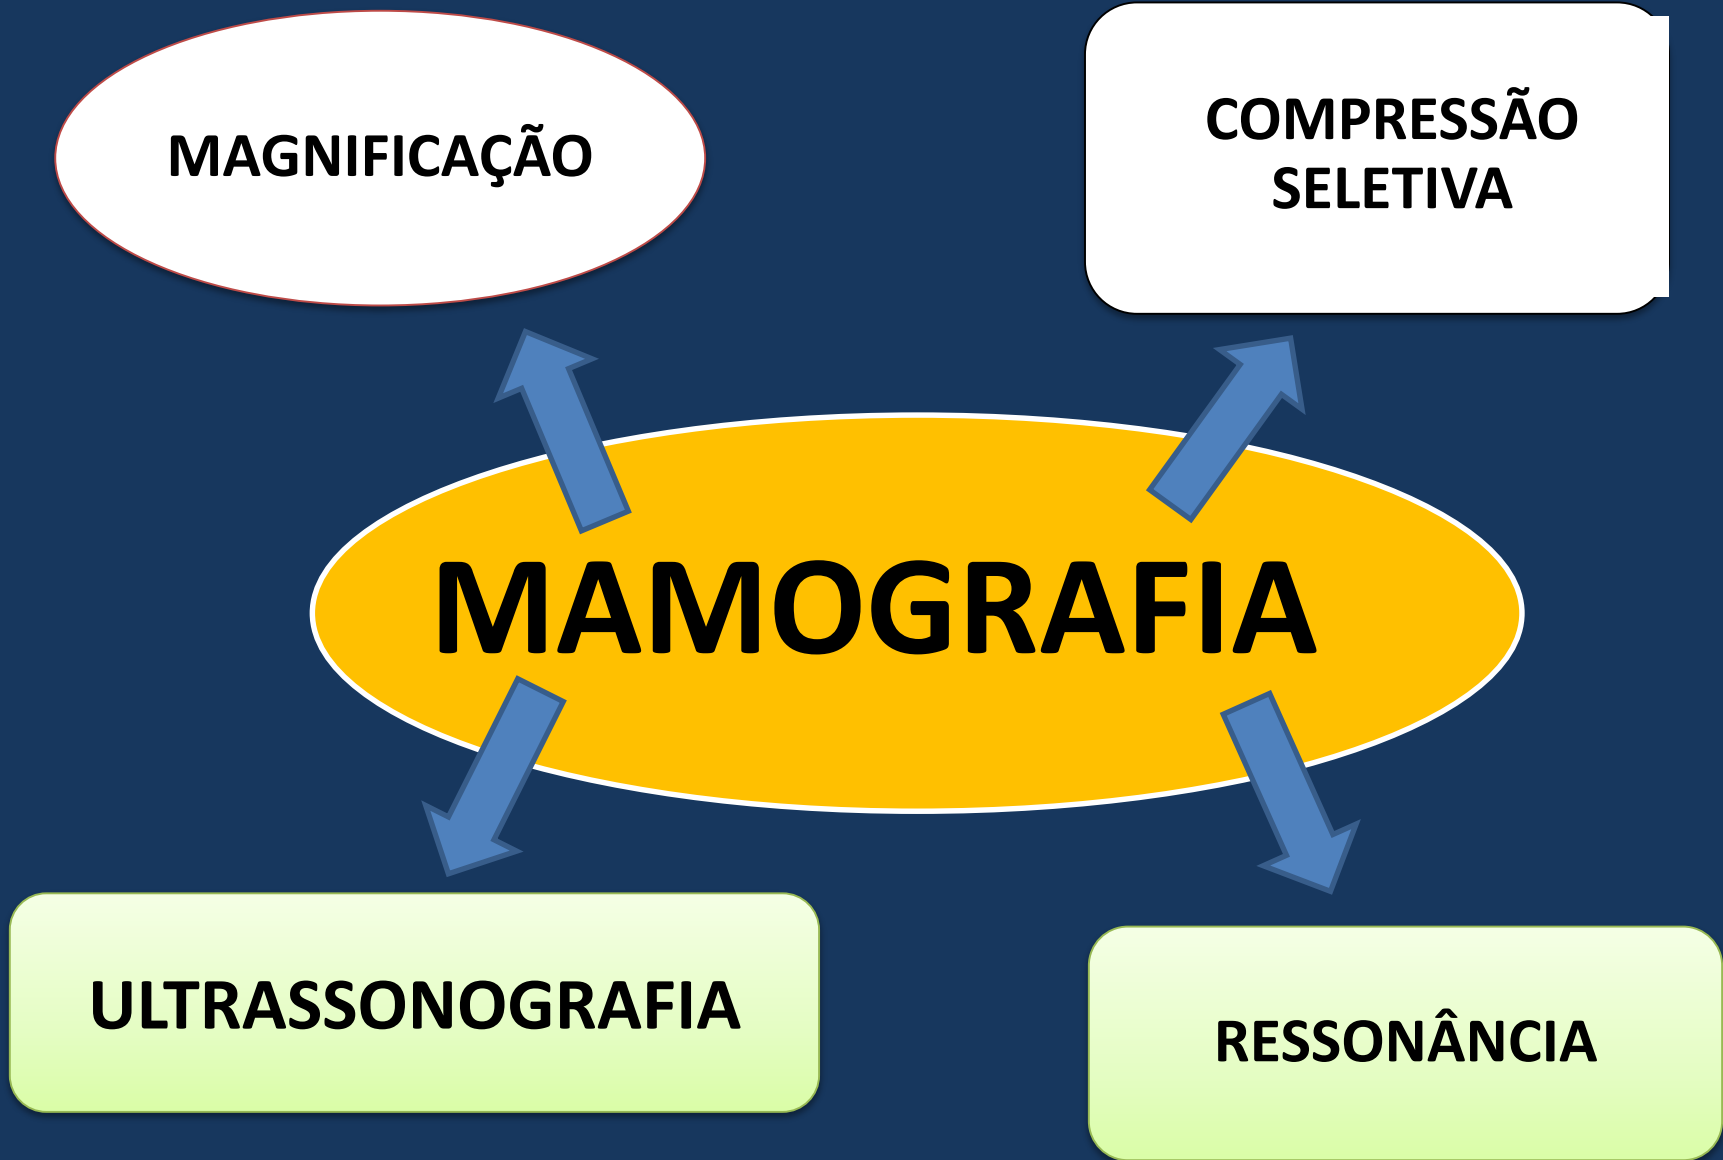 MAGNIFICAÇÃO
COMPRESSÃO
SELETIVA
MAMOGRAFIA
ULTRASSONOGRAFIA
RESSONÂNCIA